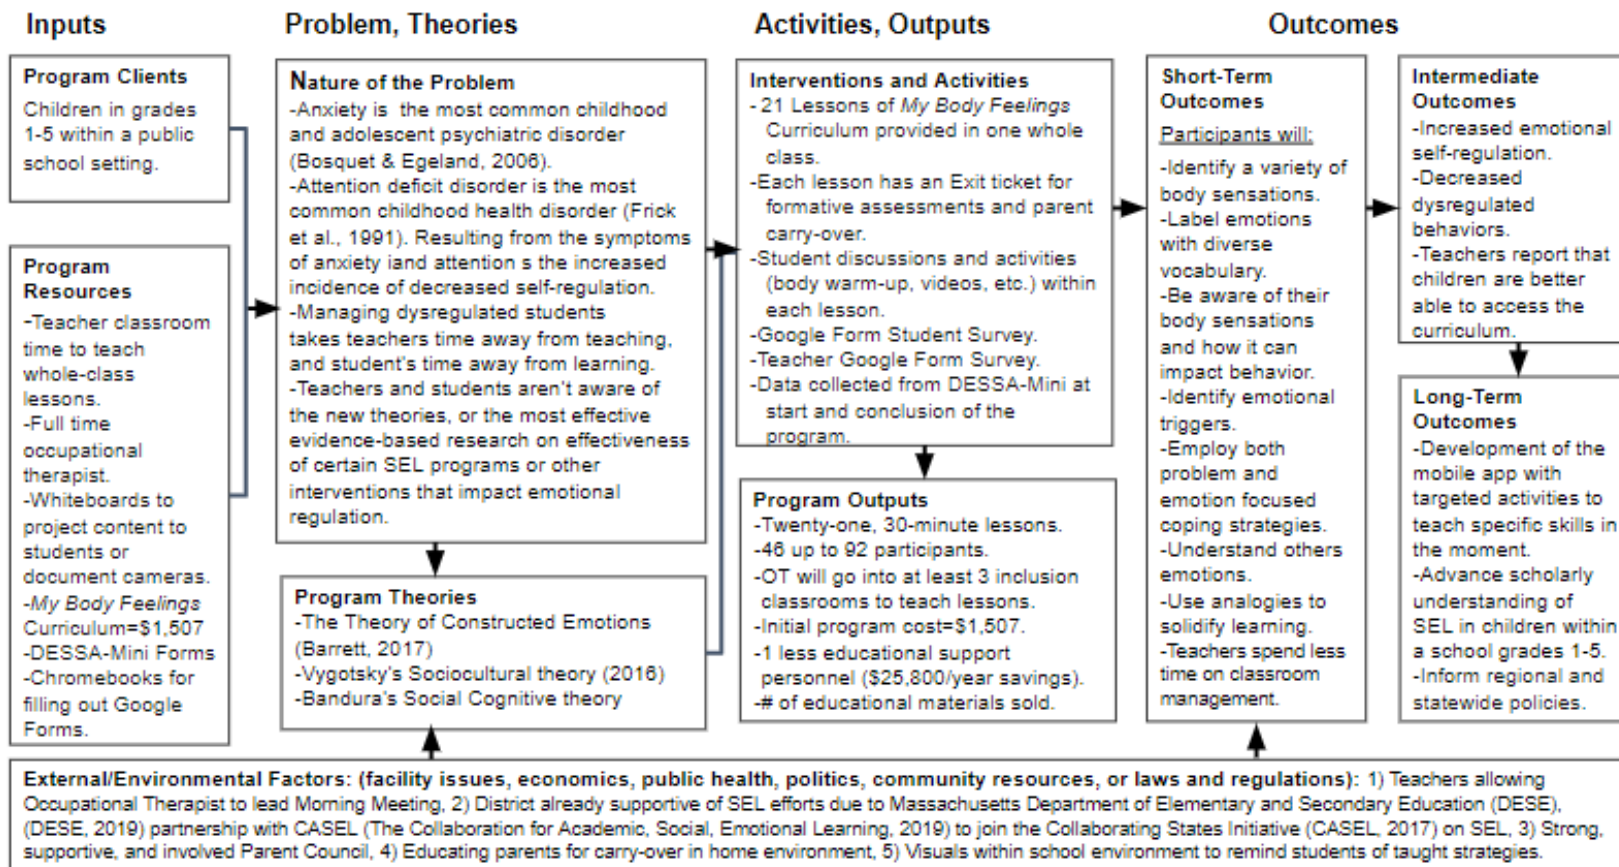 Inputs
Problem, Theories
Activities, Outputs
Outcomes
Program Clients
Children in grades
1-5 within a public
school setting.
Program
Resources
-Teacher classroom
time to teach
whole-class
lessons.
-Full time
occupational
therapist.
-Whiteboards to
project content to
students or
document cameras.
-My Body Feelings
Curriculum=$1,507
-DESSA-Mini Forms
-Chromebooks for
filling out Google
Forms.
Nature of the Problem
-Anxiety is the most common childhood
and adolescent psychiatric disorder
(Bosquet & Egeland, 2006).
-Attention deficit disorder is the most
common childhood health disorder (Frick
et al., 1991). Resulting from the symptoms
of anxiety iand attention s the increased
incidence of decreased self-regulation.
-Managing dysregulated students
takes teachers time away from teaching,
and student's time away from learning.
-Teachers and students aren't aware of
the new theories, or the most effective
evidence-based research on effectiveness
of certain SEL programs or other
interventions that impact emotional
regulation.
Program Theories
-The Theory of Constructed Emotions
(Barrett, 2017)
-Vygotsky's Sociocultural theory (2016)
-Bandura's Social Cognitive theory
Interventions and Activities
- 21 Lessons of My Body Feelings
Curriculum provided in one whole
class.
-Each lesson has an Exit ticket for
formative assessments and parent
carry-over.
-Student discussions and activities
(body warm-up, videos, etc.) within
each lesson.
-Google Form Student Survey.
-Teacher Google Form Survey.
-Data collected from DESSA-Mini at
start and conclusion of the
program.
Program Outputs
-Twenty-one, 30-minute lessons.
-46 up to 92 participants.
-OT will go into at least 3 inclusion
classrooms to teach lessons.
-Initial program cost=$1,507.
-1 less educational support
personnel ($25,800/year savings).
-# of educational materials sold.
Short-Term
Outcomes
Participants will:
-Identify a variety of
body sensations.
-Label emotions
with diverse
vocabulary.
-Be aware of their
body sensations
and how it can
impact behavior.
-Identify emotional
triggers.
-Employ both
problem and
emotion focused
coping strategies.
-Understand others
emotions.
-Use analogies to
solidify learning.
-Teachers spend less
time on classroom
management.
Intermediate
Outcomes
-Increased emotional
self-regulation.
-Decreased
dysregulated
behaviors.
-Teachers report that
children are better
able to access the
curriculum.
Long-Term
Outcomes
-Development of the
mobile app with
targeted activities to
teach specific skills in
the moment.
-Advance scholarly
understanding of
SEL in children within
a school grades 1-5.
-Inform regional and
statewide policies.
External/Environmental Factors: (facility issues, economics, public health, politics, community resources, or laws and regulations): 1) Teachers allowing
Occupational Therapist to lead Morning Meeting, 2) District already supportive of SEL efforts due to Massachusetts Department of Elementary and Secondary Education (DESE),
(DESE, 2019) partnership with CASEL (The Collaboration for Academic, Social, Emotional Learning, 2019) to join the Collaborating States Initiative (CASEL, 2017) on SEL, 3) Strong,
supportive, and involved Parent Council, 4) Educating parents for carry-over in home environment, 5) Visuals within school environment to remind students of taught strategies.